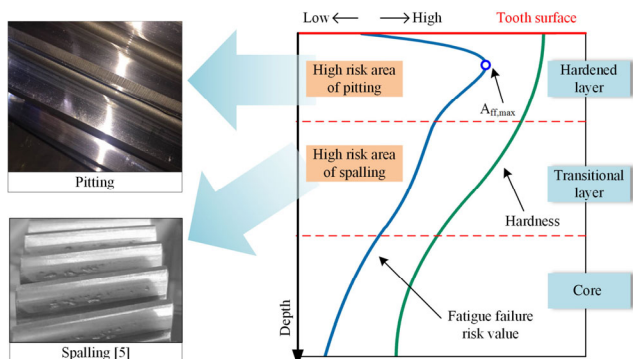 Low
High
Tooth surface
High risk area
of pitting
Hardened
layer
A_ff,max
Pitting
High risk area
of spalling
Transitional
layer
Hardness
Core
Depth
Fatigue failure
risk value
Spalling [5]